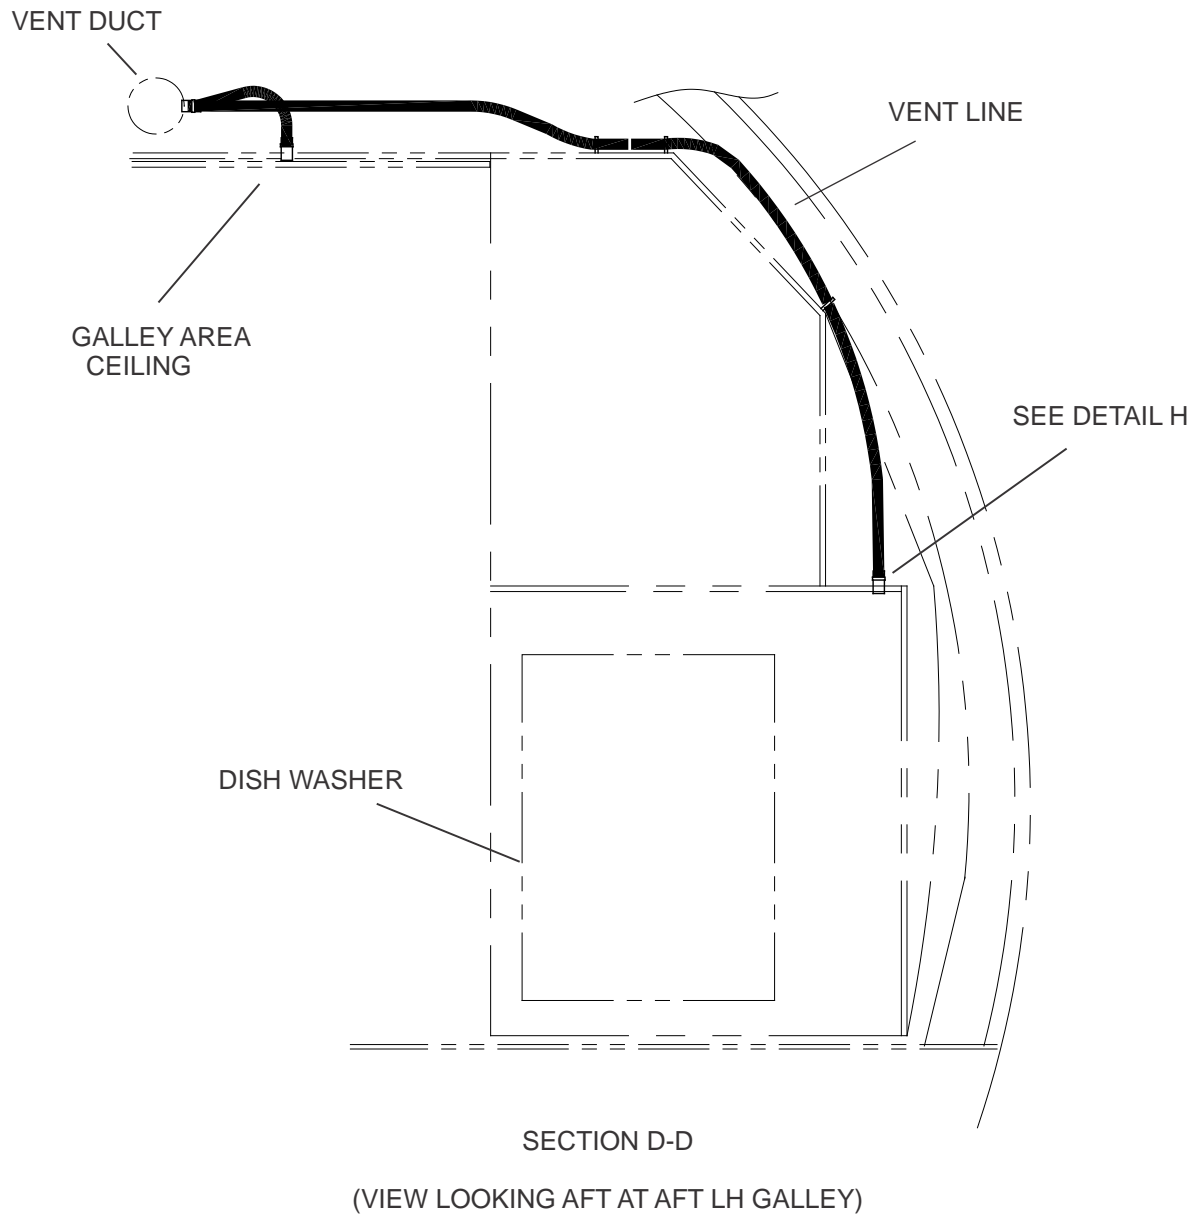 VENT DUCT
VENT LINE
GALLEY AREA
CEILING
SEE DETAIL H
DISH WASHER
SECTION D-D
(VIEW LOOKING AFT AT AFT LH GALLEY)